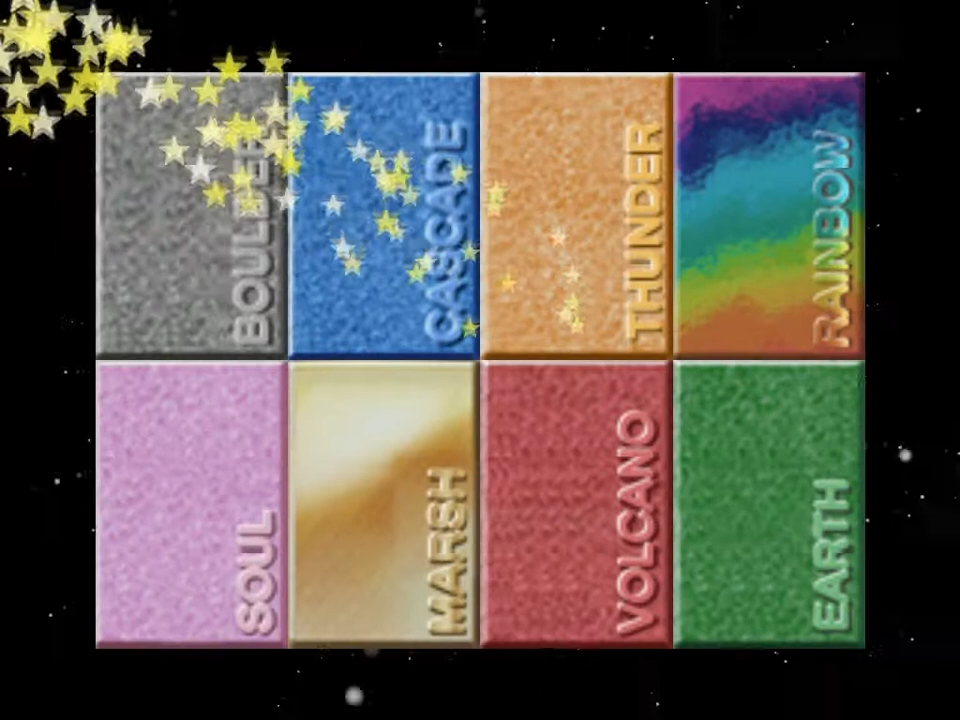 BOULDER
CASCADE
THUNDER
RAINBOW
SOUL
MARSH
VOLCANO
EARTH